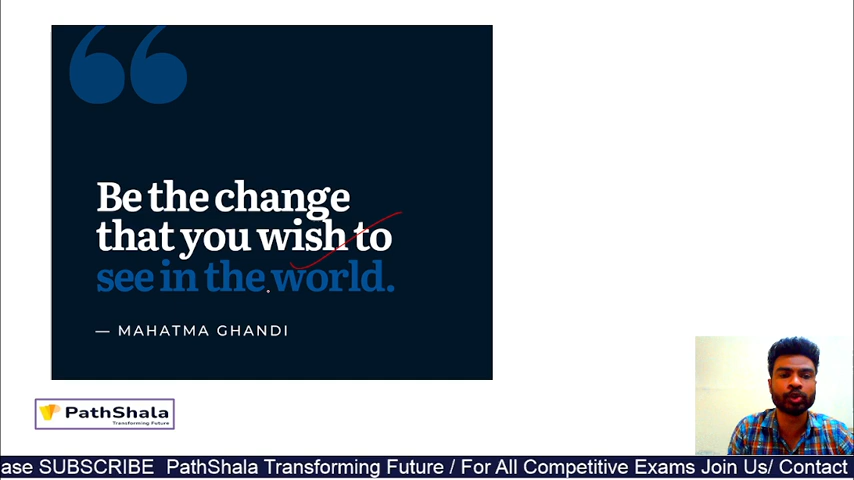 Be the change
that you wish to
see in the world.
— MAHATMA GHANDI
PathShala
Transforming Future
ase SUBSCRIBE PathShala Transforming Future / For All Competitive Exams Join Us/ Contact